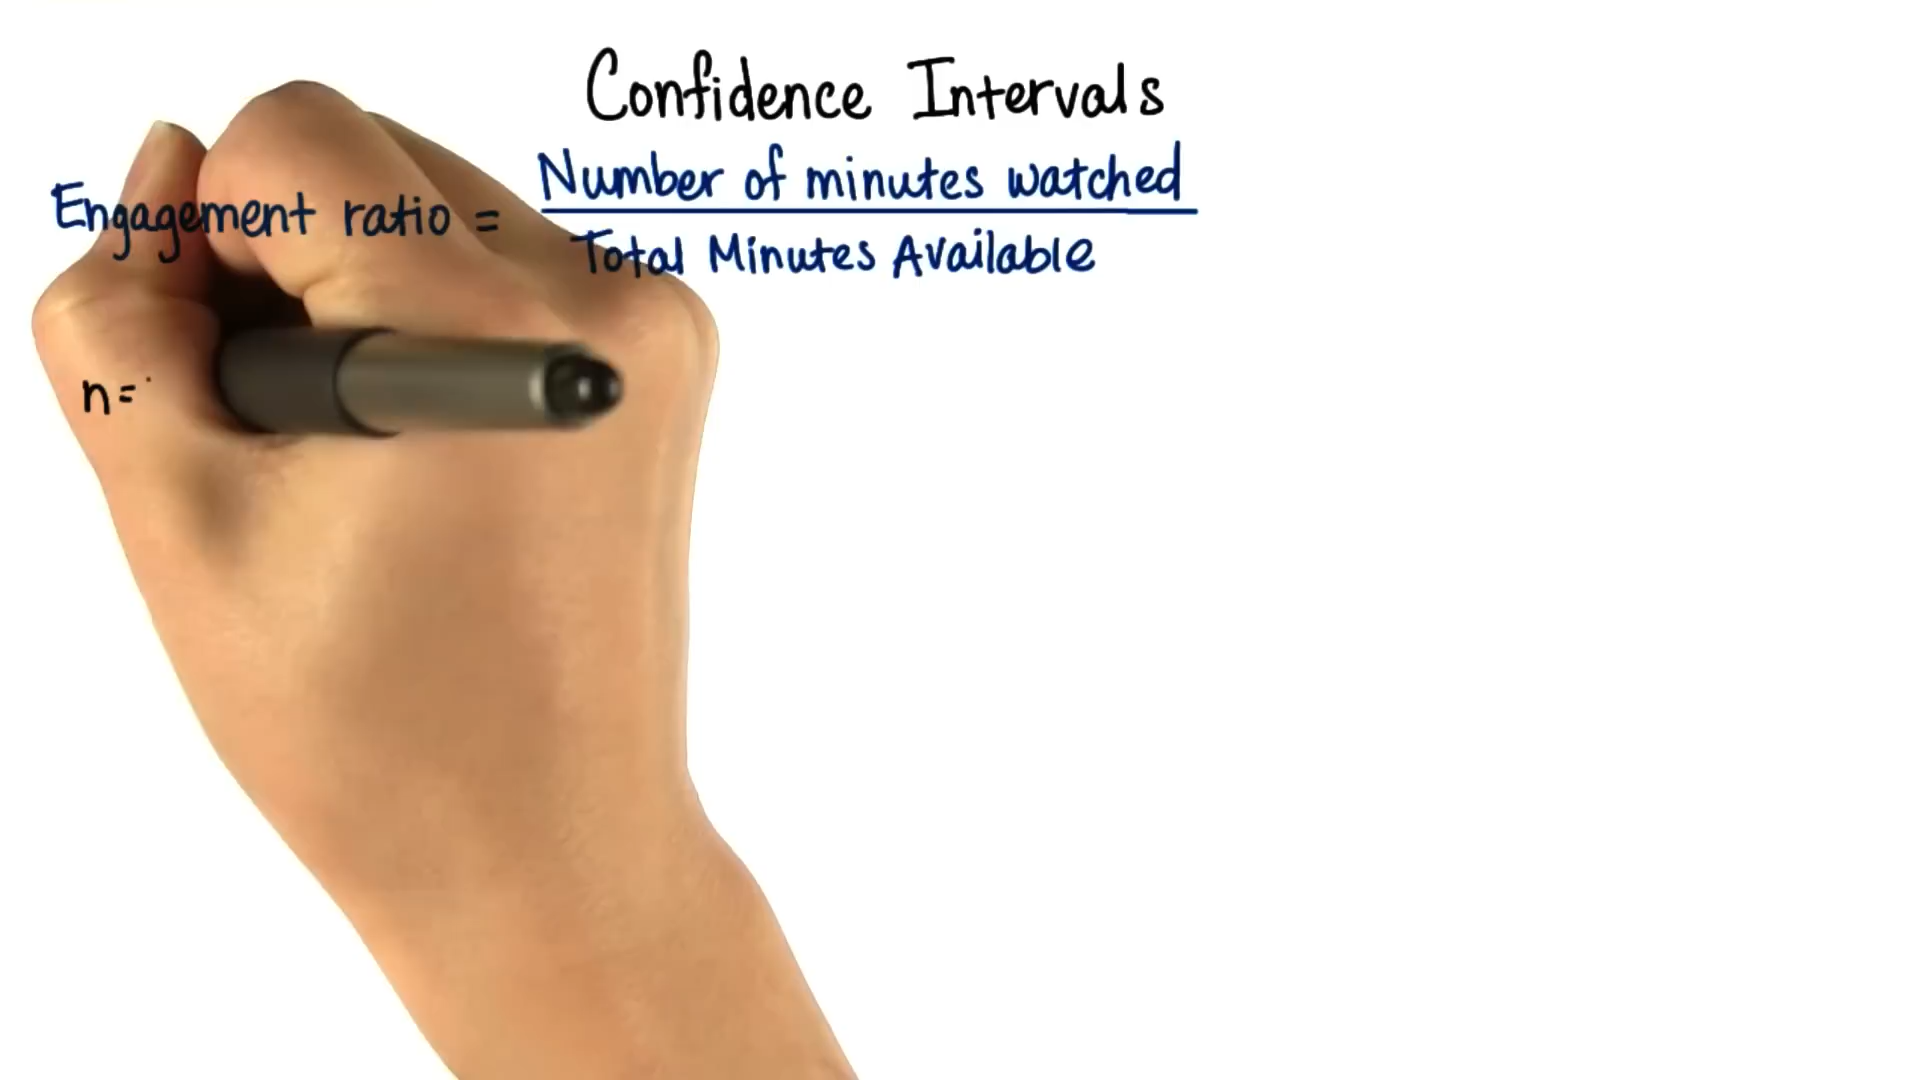 Confidence Intervals
Engagement ratio = Number of minutes watched
Total Minutes Available
n=